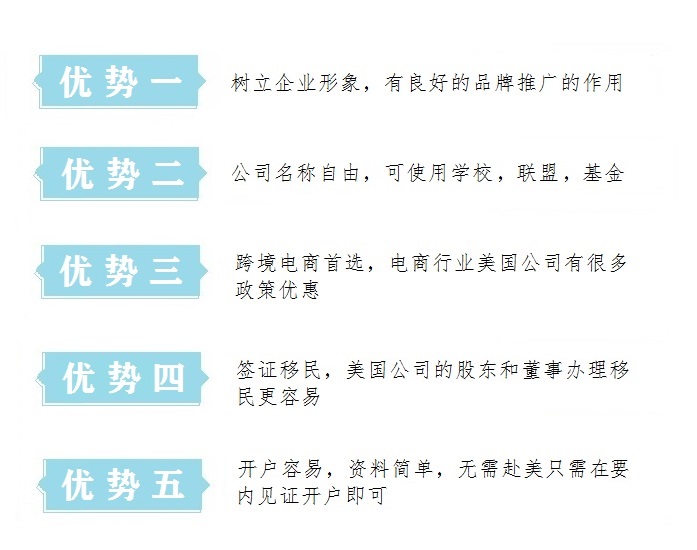 优势一
树立企业形象，有良好的品牌推广的作用
优势二
公司名称自由，可使用学校，联盟，基金
优势三
跨境电商首选，电商行业美国公司有很多
政策优惠
优势四
签证移民，美国公司的股东和董事办理移
民更容易
优势五
开户容易，资料简单，无需赴美只需在要
内见证开户即可